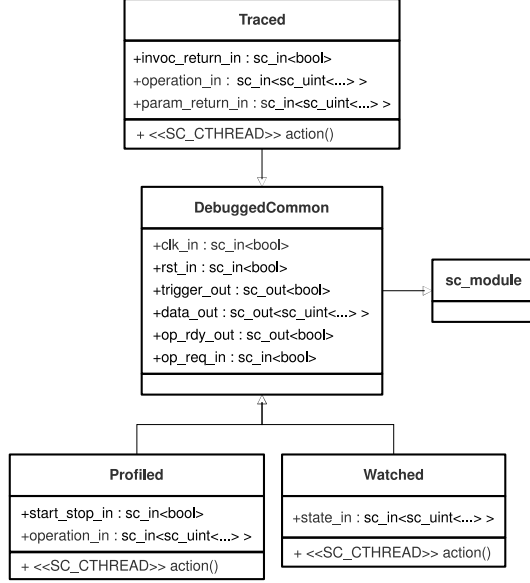 Traced
+invoc_return_in : sc_in<bool>
+operation_in : sc_in<sc_uint<...> >
+param_return_in : sc_in<sc_uint<...> >
+ <<SC_CTHREAD>> action()
DebuggedCommon
+clk_in : sc_in<bool>
+rst_in : sc_in<bool>
+trigger_out : sc_out<bool>
+data_out : sc_out<sc_uint<...> >
+op_rdy_out : sc_out<bool>
+op_req_in : sc_in<bool>
sc_module
Profiled
+start_stop_in : sc_in<bool>
+operation_in : sc_in<sc_uint<...> >
+ <<SC_CTHREAD>> action()
Watched
+state_in : sc_in<sc_uint<...> >
+ <<SC_CTHREAD>> action()